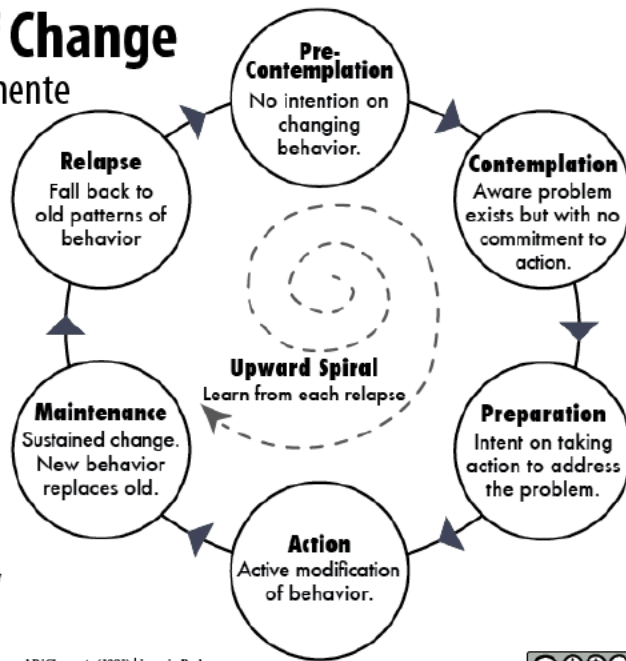 Change
Pre-
Contemplation
No intention on
changing
behavior.
Relapse
Fall back to
old patterns of
behavior
Contemplation
Aware problem
exists but with no
commitment to
action.
Upward Spiral
Learn from each relapse
Maintenance
Sustained change.
New behavior
replaces old.
Preparation
Intent on taking
action to address
the problem.
Action
Active modification
of behavior.